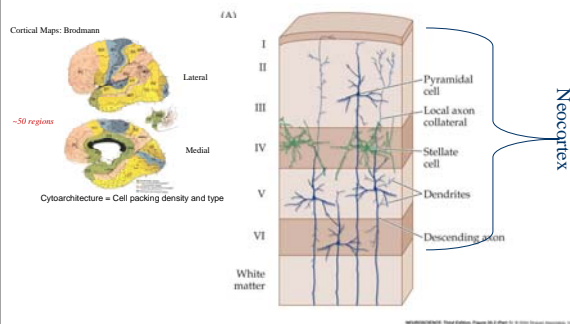 Cortical Maps: Brodmann
Lateral
~50 regions
Medial
Cytoarchitecture = Cell packing density and type
(A)
I
II
III
IV
V
VI
White
matter
Pyramidal
cell
Local axon
collateral
Stellate
cell
Dendrites
Descending axon
Neocortex